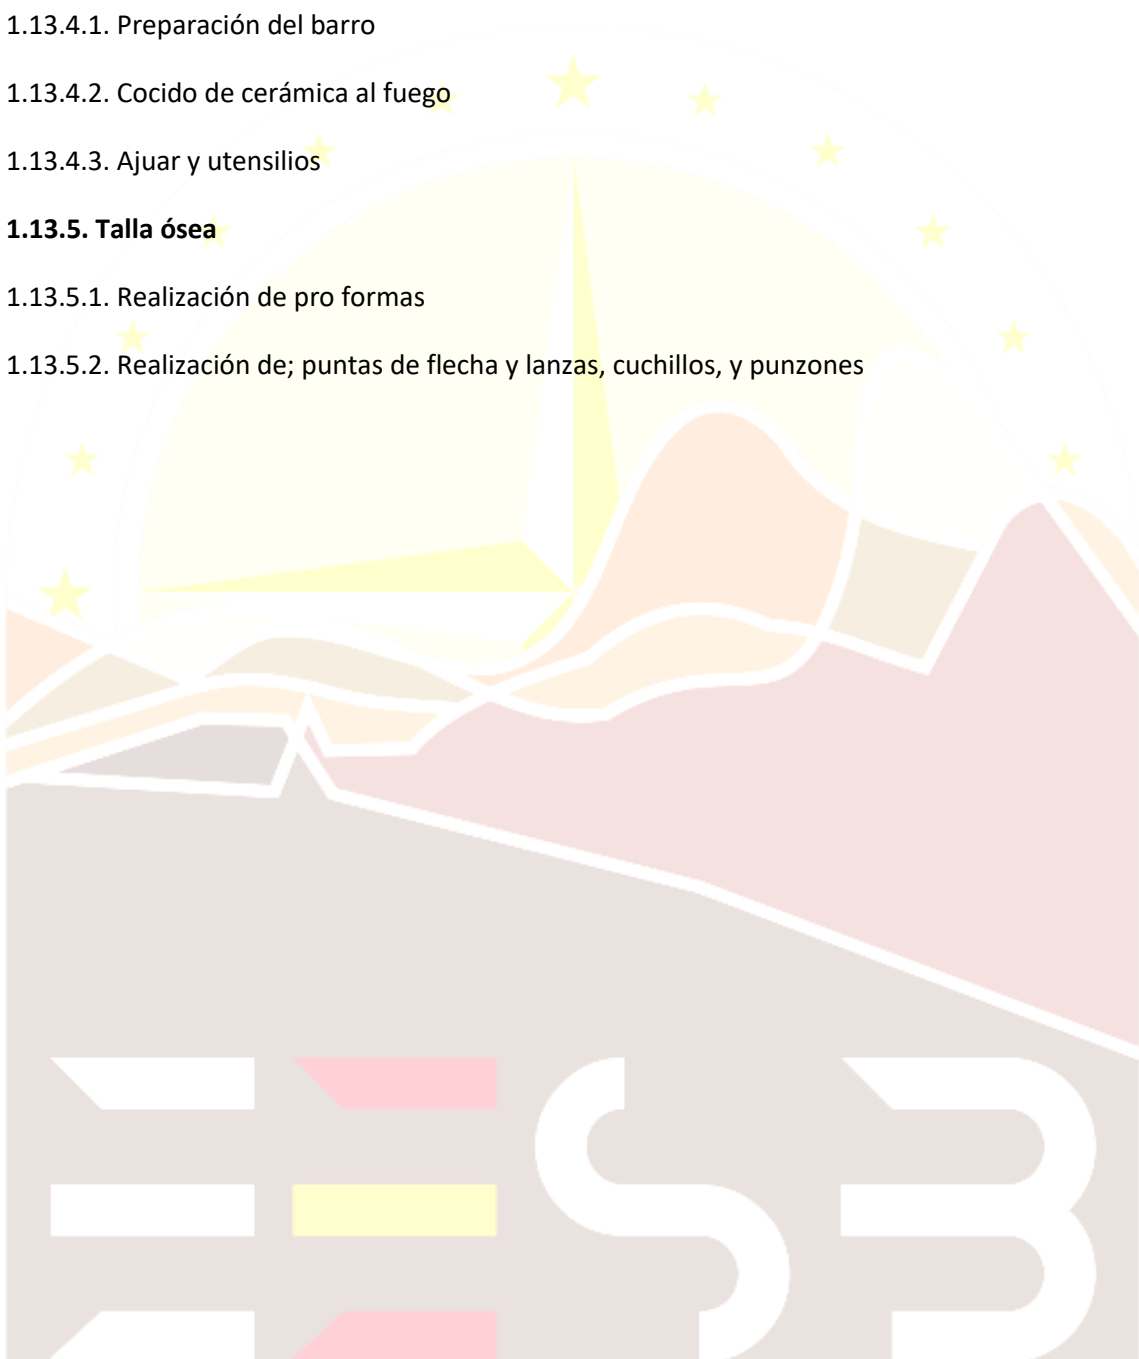 1.13.4.1. Preparación del barro
1.13.4.2. Cocido de cerámica al fuego
1.13.4.3. Ajuar y utensilios
1.13.5. Talla ósea
1.13.5.1. Realización de pro formas
1.13.5.2. Realización de; puntas de flecha y lanzas, cuchillos, y punzones
EESB